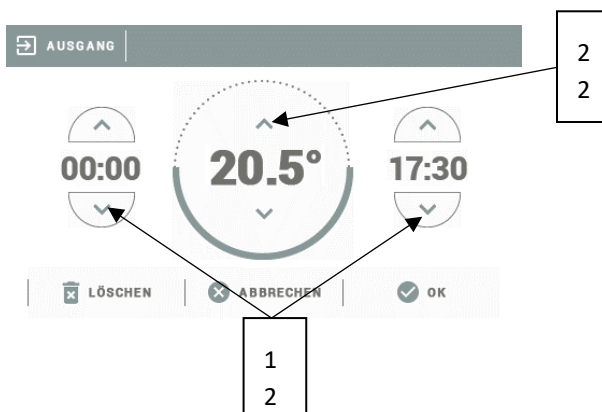 AUSGANG
2
2
00:00
20.5°
17:30
LÖSCHEN
ABBRECHEN
OK
1
2